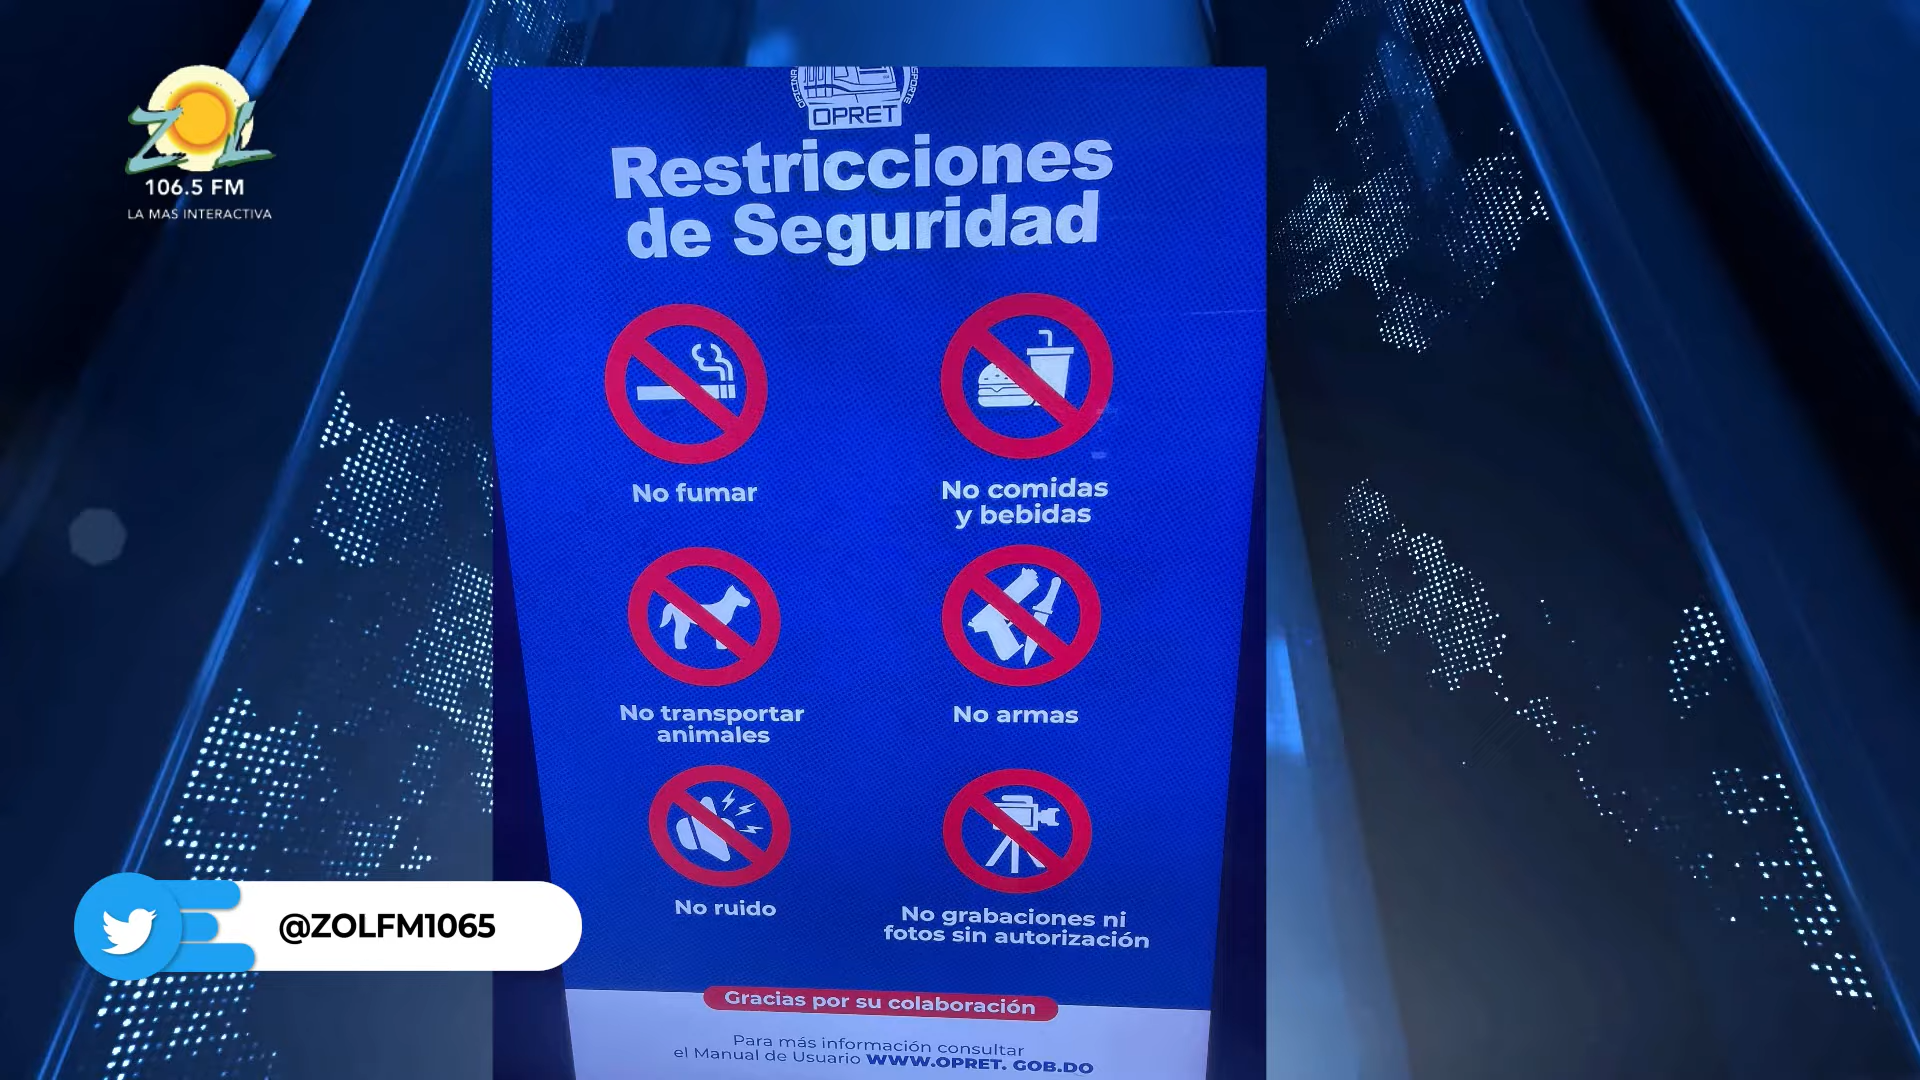 ZOL
106.5 FM
LA MAS INTERACTIVA
OFICINA
OPRET
Restricciones
de Seguridad
No fumar
No comidas
y bebidas
No transportar
animales
No armas
No ruido
No grabaciones ni
fotos sin autorización
@ZOLFM1065
Gracias por su colaboración
Para más información consultar
el Manual de Usuario WWW.OPRET. GOB.DO